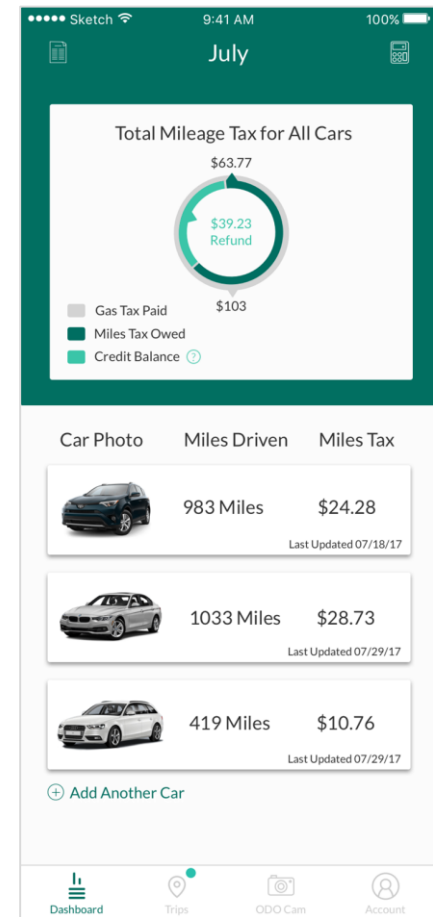 Sketch 9:41 AM 100%
July
Total Mileage Tax for All Cars
$63.77
$39.23
Refund
$103
Gas Tax Paid
Miles Tax Owed
Credit Balance ?
Car Photo Miles Driven Miles Tax
983 Miles $24.28
Last Updated 07/18/17
1033 Miles $28.73
Last Updated 07/29/17
419 Miles $10.76
Last Updated 07/29/17
Add Another Car
Dashboard Trips ODO Cam Account